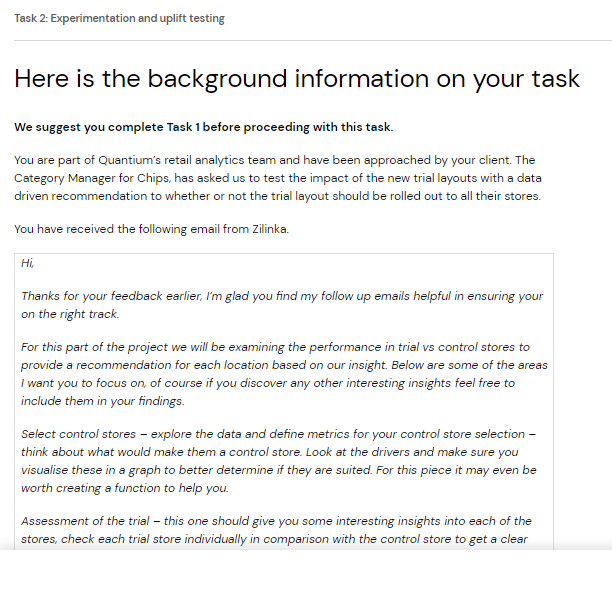 Task 2: Experimentation and uplift testing
Here is the background information on your task
We suggest you complete Task 1 before proceeding with this task.
You are part of Quantium's retail analytics team and have been approached by your client. The
Category Manager for Chips, has asked us to test the impact of the new trial layouts with a data
driven recommendation to whether or not the trial layout should be rolled out to all their stores.
You have received the following email from Zilinka.
Hi,
Thanks for your feedback earlier, I'm glad you find my follow up emails helpful in ensuring your
on the right track.
For this part of the project we will be examining the performance in trial vs control stores to
provide a recommendation for each location based on our insight. Below are some of the areas
I want you to focus on, of course if you discover any other interesting insights feel free to
include them in your findings.
Select control stores – explore the data and define metrics for your control store selection –
think about what would make them a control store. Look at the drivers and make sure you
visualise these in a graph to better determine if they are suited. For this piece it may even be
worth creating a function to help you.
Assessment of the trial – this one should give you some interesting insights into each of the
stores, check each trial store individually in comparison with the control store to get a clear